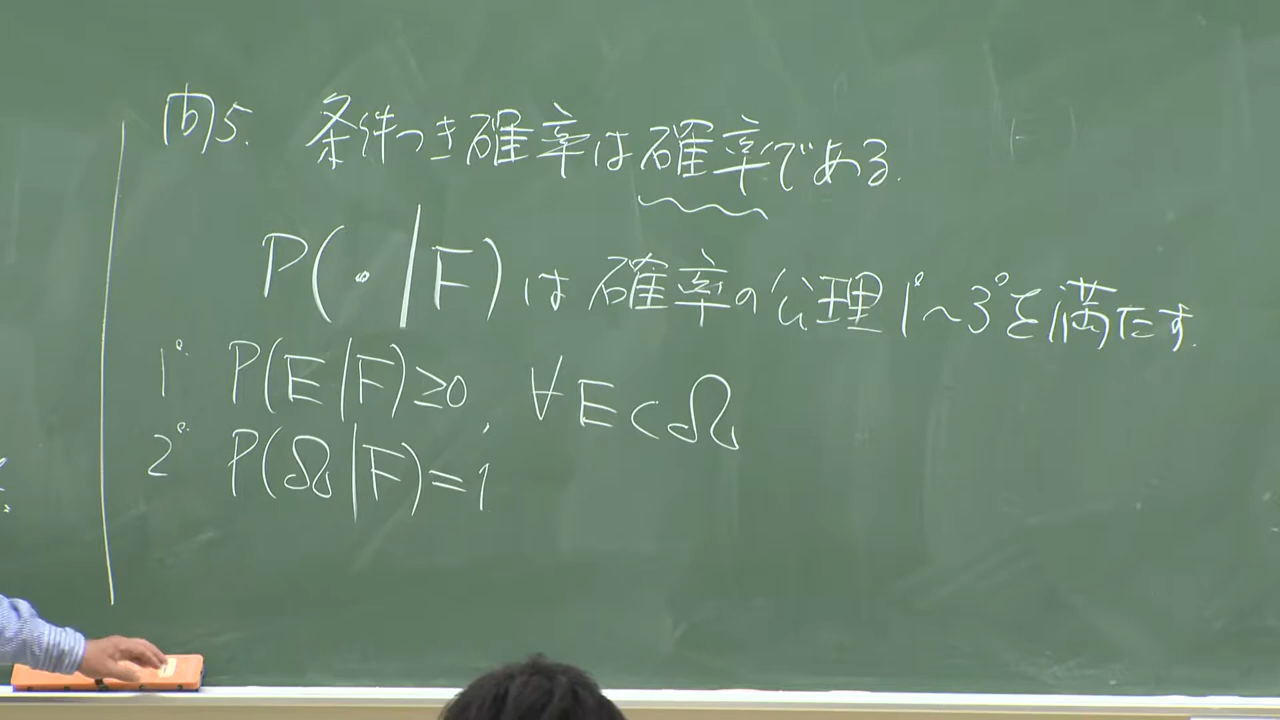 問5. 条件つき確率は確率である.
P(・|F)は確率の公理1°~3°を満たす.
1° P(E|F)≥0, ∀E⊂Ω
2° P(Ω|F)=1